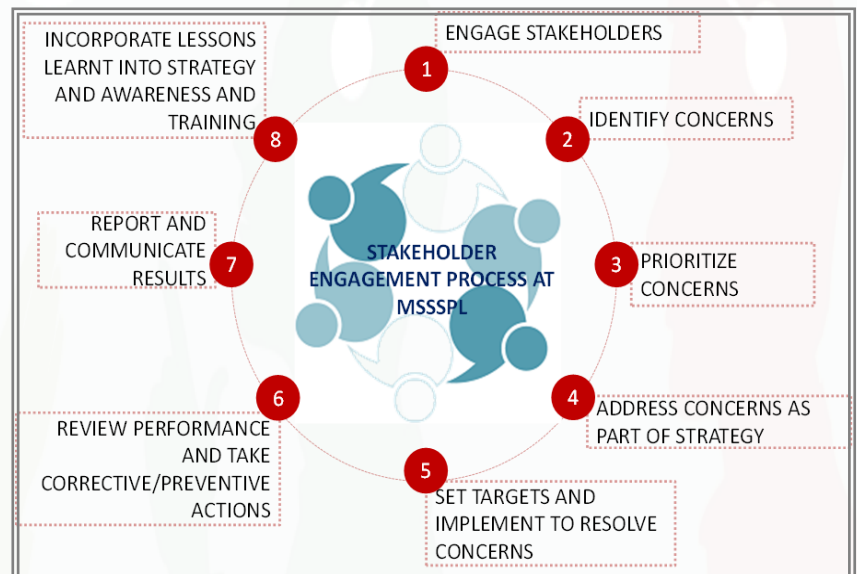 1
ENGAGE STAKEHOLDERS
2
IDENTIFY CONCERNS
3
PRIORITIZE
CONCERNS
4
ADDRESS CONCERNS AS
PART OF STRATEGY
5
SET TARGETS AND
IMPLEMENT TO RESOLVE
CONCERNS
6
REVIEW PERFORMANCE
AND TAKE
CORRECTIVE/PREVENTIVE
ACTIONS
7
REPORT AND
COMMUNICATE
RESULTS
8
INCORPORATE LESSONS
LEARNT INTO STRATEGY
AND AWARENESS AND
TRAINING
STAKEHOLDER
ENGAGEMENT PROCESS AT
MSSSPL